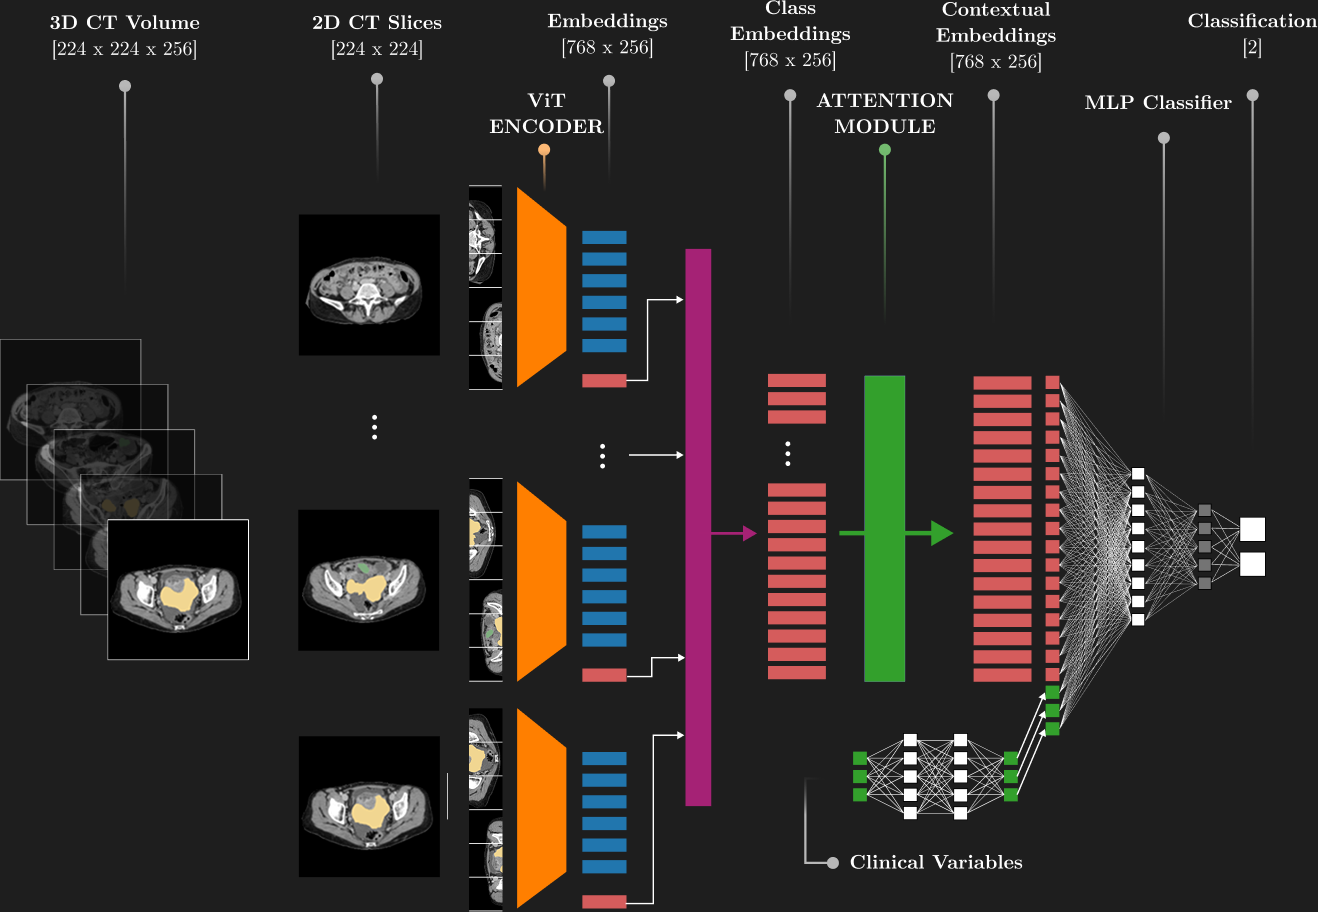 3D CT Volume
[224 x 224 x 256]
2D CT Slices
[224 x 224]
Embeddings
[768 x 256]
Class
Embeddings
[768 x 256]
Contextual
Embeddings
[768 x 256]
Classification
[2]
ViT
ENCODER
ATTENTION
MODULE
MLP Classifier
Clinical Variables